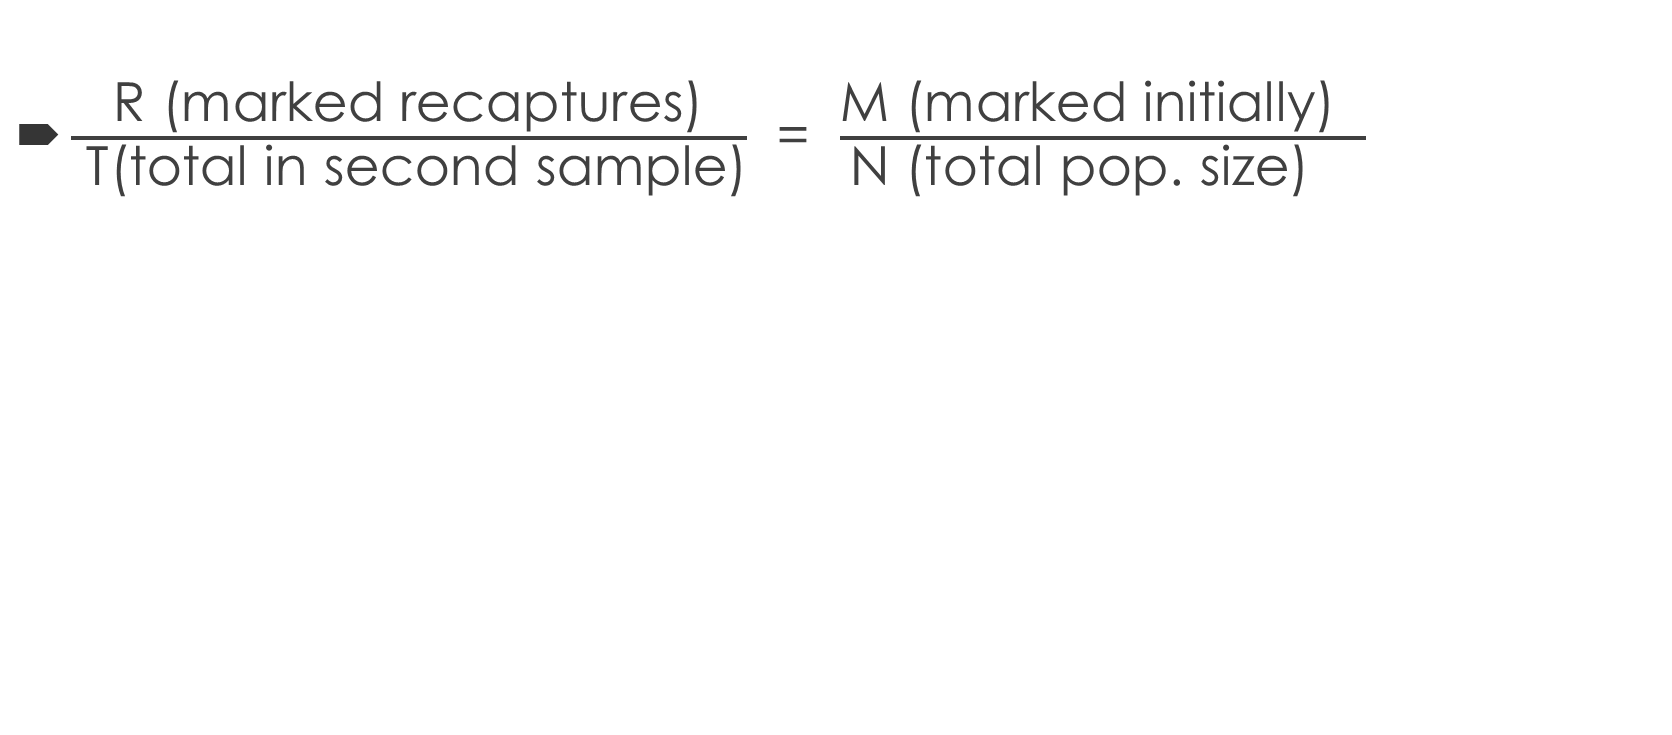 R (marked recaptures) = M (marked initially)
T(total in second sample) N (total pop. size)